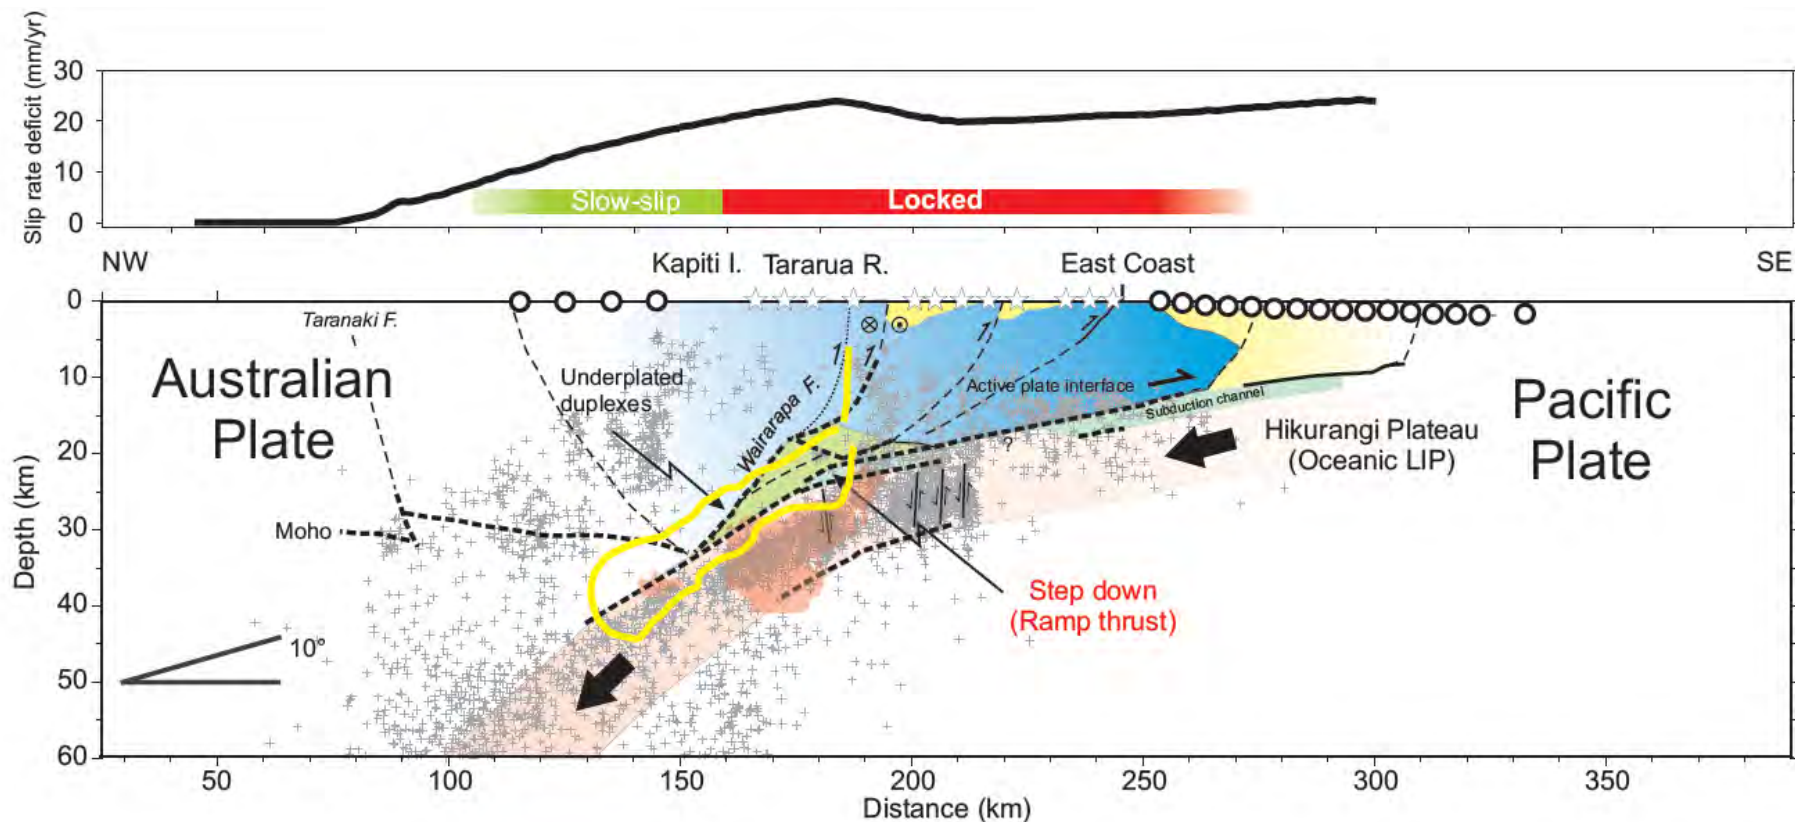 Slip rate deficit (mm/yr)
30
20
10
0
Slow-slip
Locked
NW
Kapiti I.
Tararua R.
East Coast
SE
0
10
20
30
40
50
60
Depth (km)
Taranaki F.
Australian
Plate
Underplated
duplexes
Wairarapa F.
Active plate interface
Subduction channel
?
Hikurangi Plateau
(Oceanic LIP)
Pacific
Plate
Moho
Step down
(Ramp thrust)
10°
50
100
150
200
250
300
350
Distance (km)